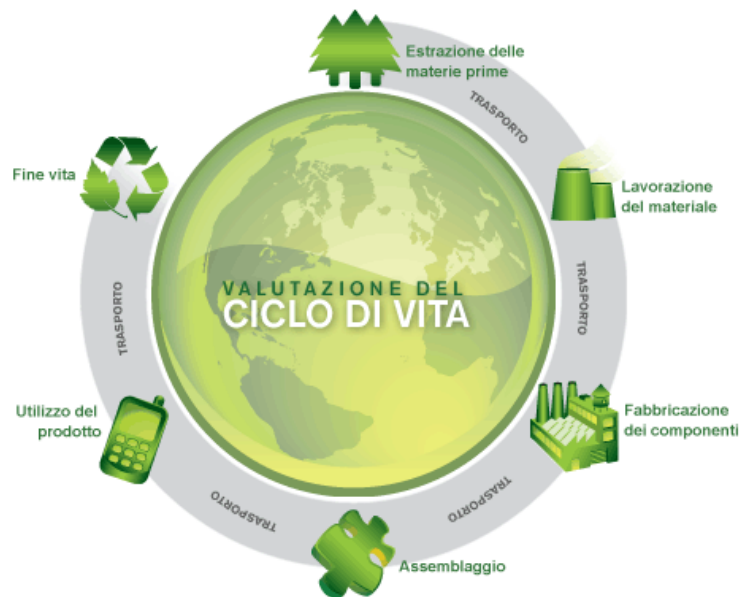 Estrazione delle
materie prime
TRASPORTO
Lavorazione
del materiale
TRASPORTO
Fabbricazione
dei componenti
TRASPORTO
Assemblaggio
TRASPORTO
Utilizzo del
prodotto
TRASPORTO
Fine vita
VALUTAZIONE DEL
CICLO DI VITA